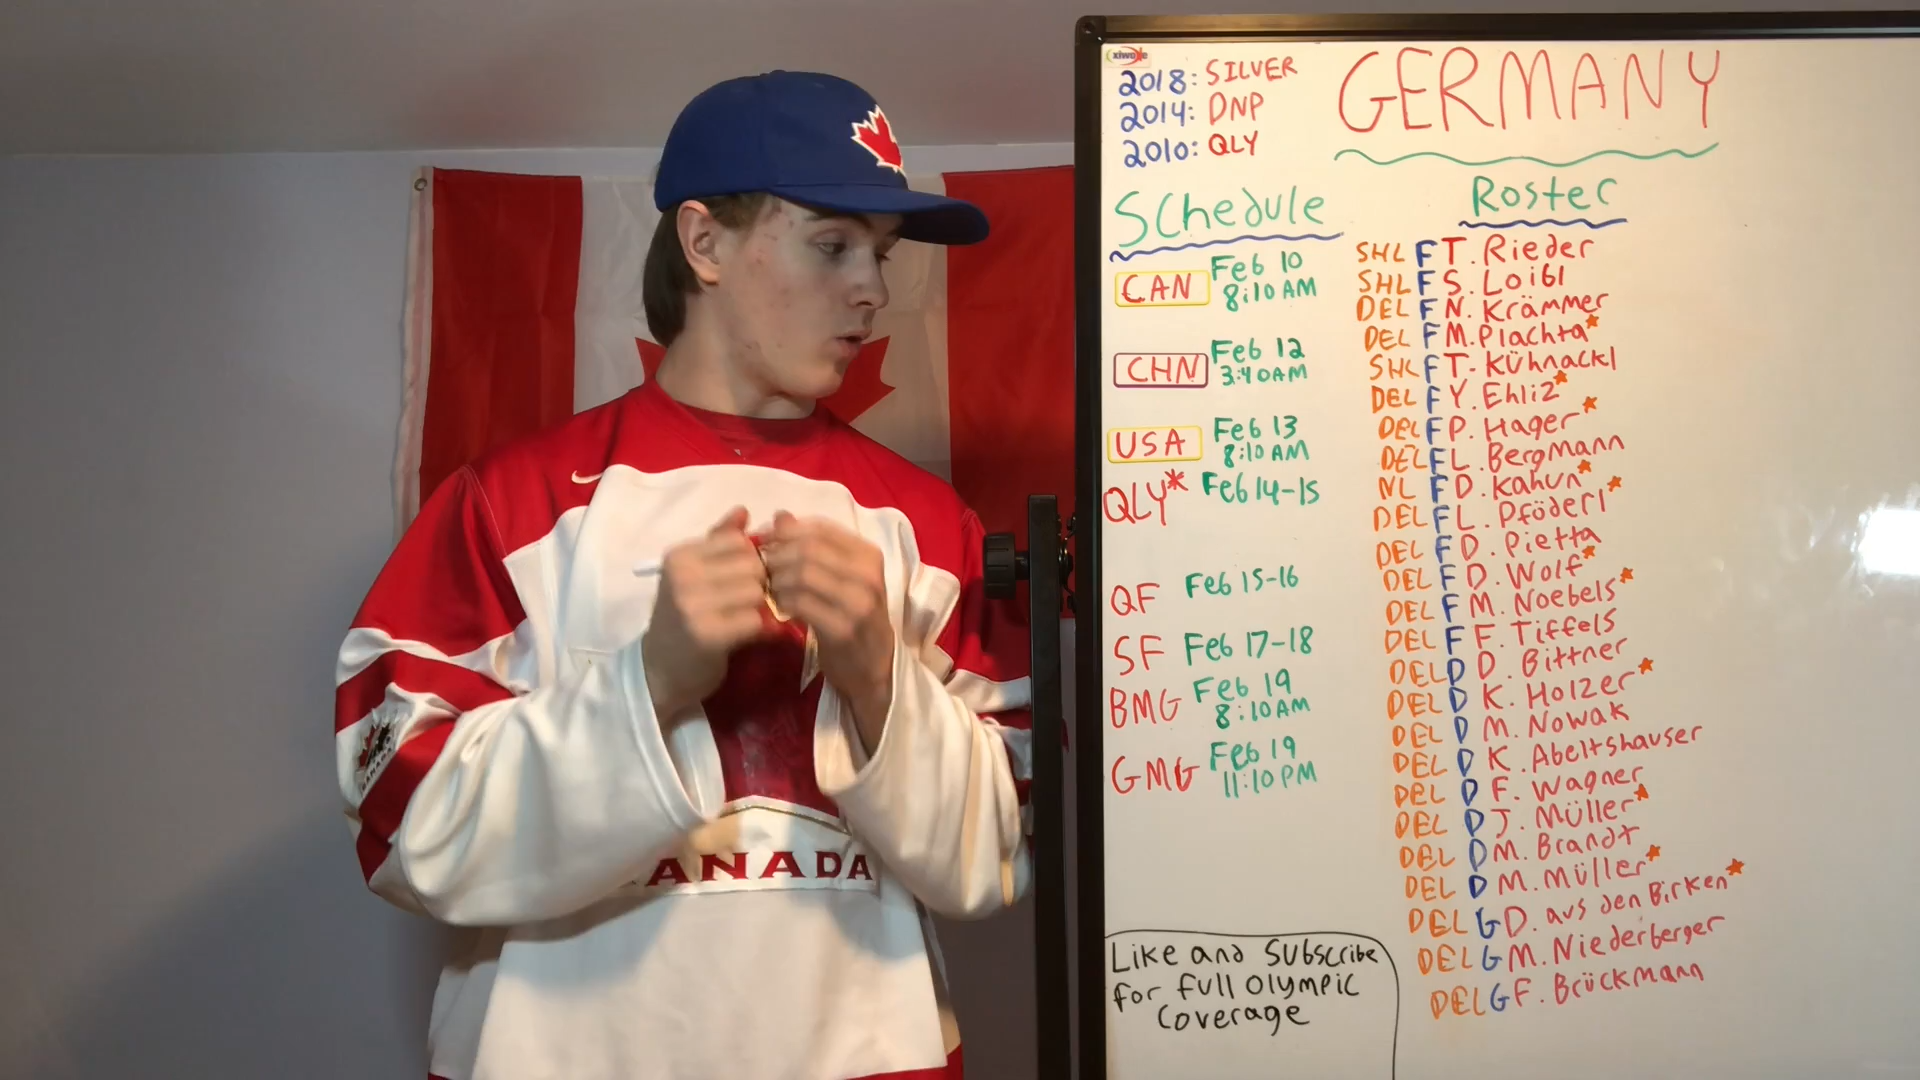 xiwode
2018: SILVER
2014: DNP
2010: QLY
GERMANY
Schedule
CAN Feb 10
8:10 AM
CHN Feb 12
3:40AM
USA Feb 13
8:10 AM
QLY* Feb 14-15
QF Feb 15-16
SF Feb 17-18
BMG Feb 19
8:10AM
GMG Feb 19
11:10PM
Roster
SHL F T. Rieder
SHL F S. Loibl
DEL F N. Krämmer
DEL F M. Plachta*
SHL F T. Kühnackl
DEL F Y. Ehliz*
DEL F P. Hager*
DEL F L. Bergmann
NL F D. Kahun*
DEL F L. Pföderl*
DEL F D. Pietta
DEL F D. Wolf*
DEL F M. Noebels*
DEL F F. Tiffels
DEL D D. Bittner
DEL D K. Holzer*
DEL D M. Nowak
DEL D K. Abeltshauser
DEL D F. Wagner
DEL D J. Müller*
DEL D M. Brandt
DEL D M. Müller*
DEL G D. aus den Birken*
DEL G M. Niederberger
DEL G F. Brückmann
Like and Subscribe
for full Olympic
Coverage
ANADA